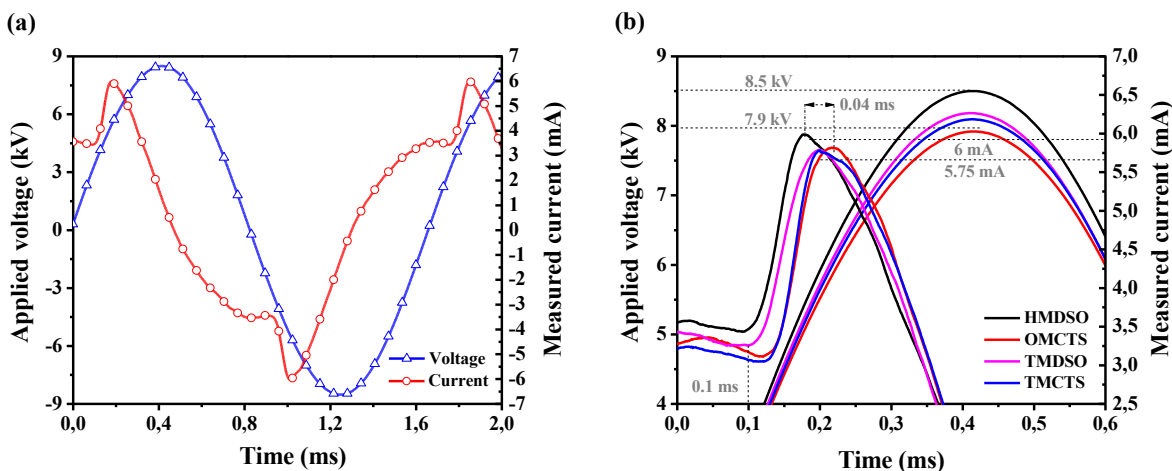 (a)
9
6
3
0
-3
-6
-9
Applied voltage (kV)
7
6
5
4
3
2
1
0
-1
-2
-3
-4
-5
-6
-7
Measured current (mA)
Voltage
Current
0,0 0,4 0,8 1,2 1,6 2,0
Time (ms)
(b)
9
8
7
6
5
4
Applied voltage (kV)
7,0
6,5
6,0
5,5
5,0
4,5
4,0
3,5
3,0
2,5
Measured current (mA)
8.5 kV
0.04 ms
7.9 kV
6 mA
5.75 mA
0.1 ms
HMDSO
OMCTS
TMDSO
TMCTS
0,0 0,1 0,2 0,3 0,4 0,5 0,6
Time (ms)